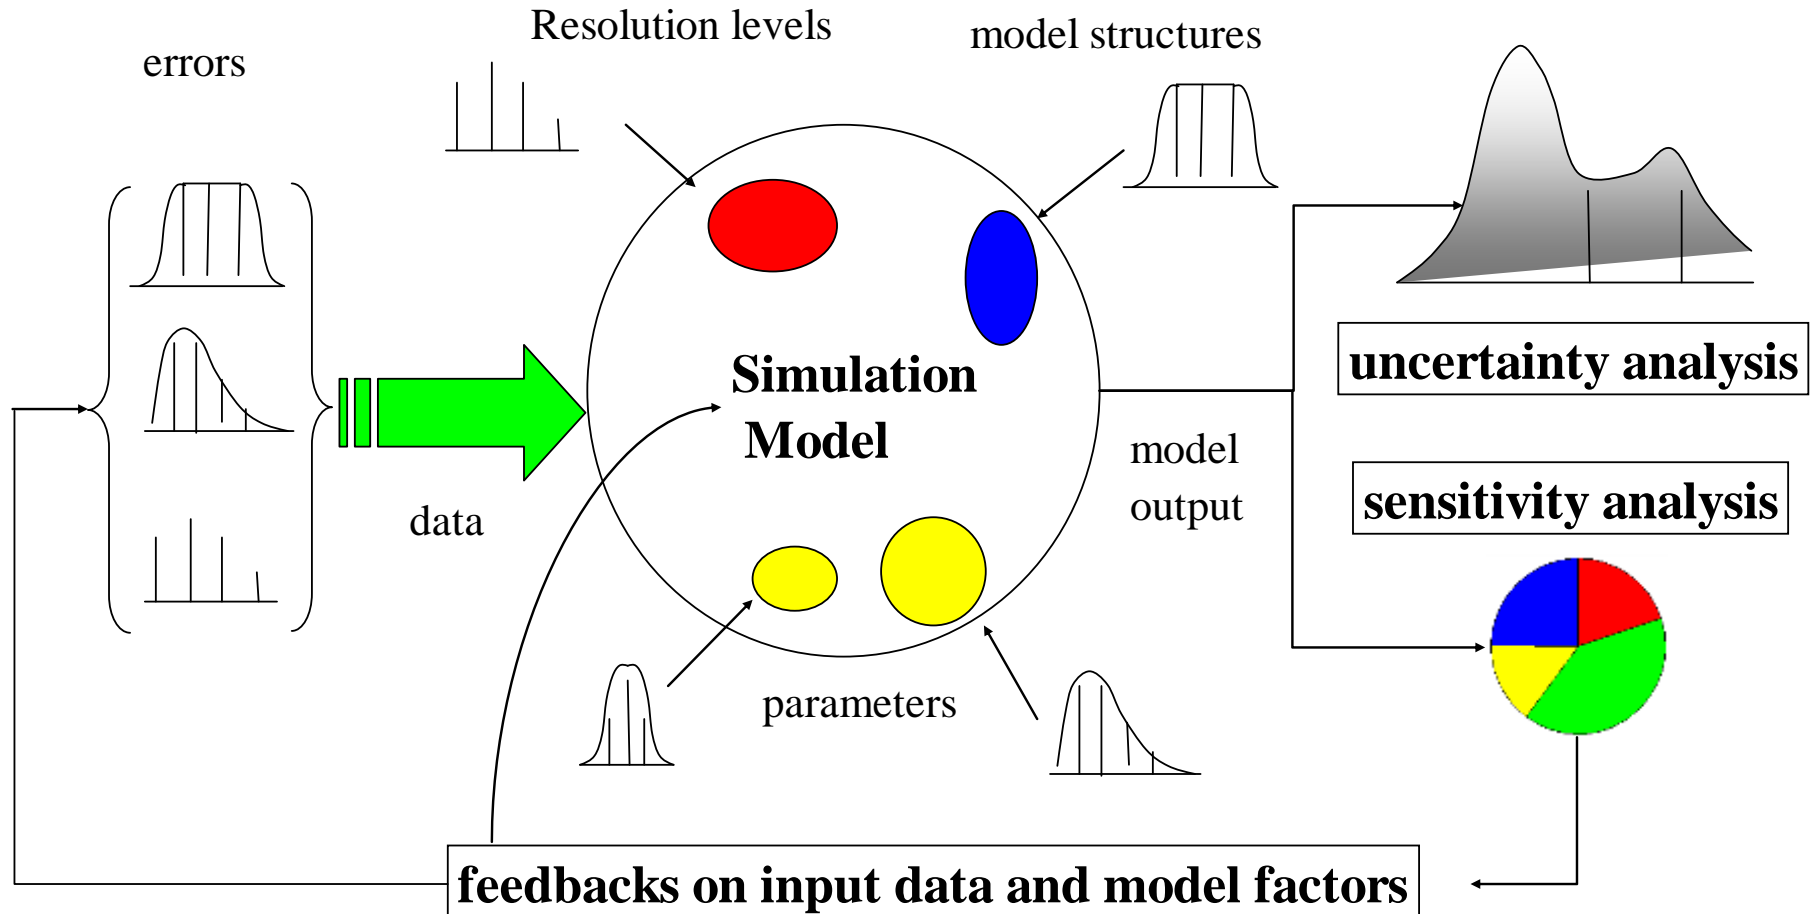 Resolution levels
model structures
errors
uncertainty analysis
Simulation
Model
model
output
sensitivity analysis
data
parameters
feedbacks on input data and model factors